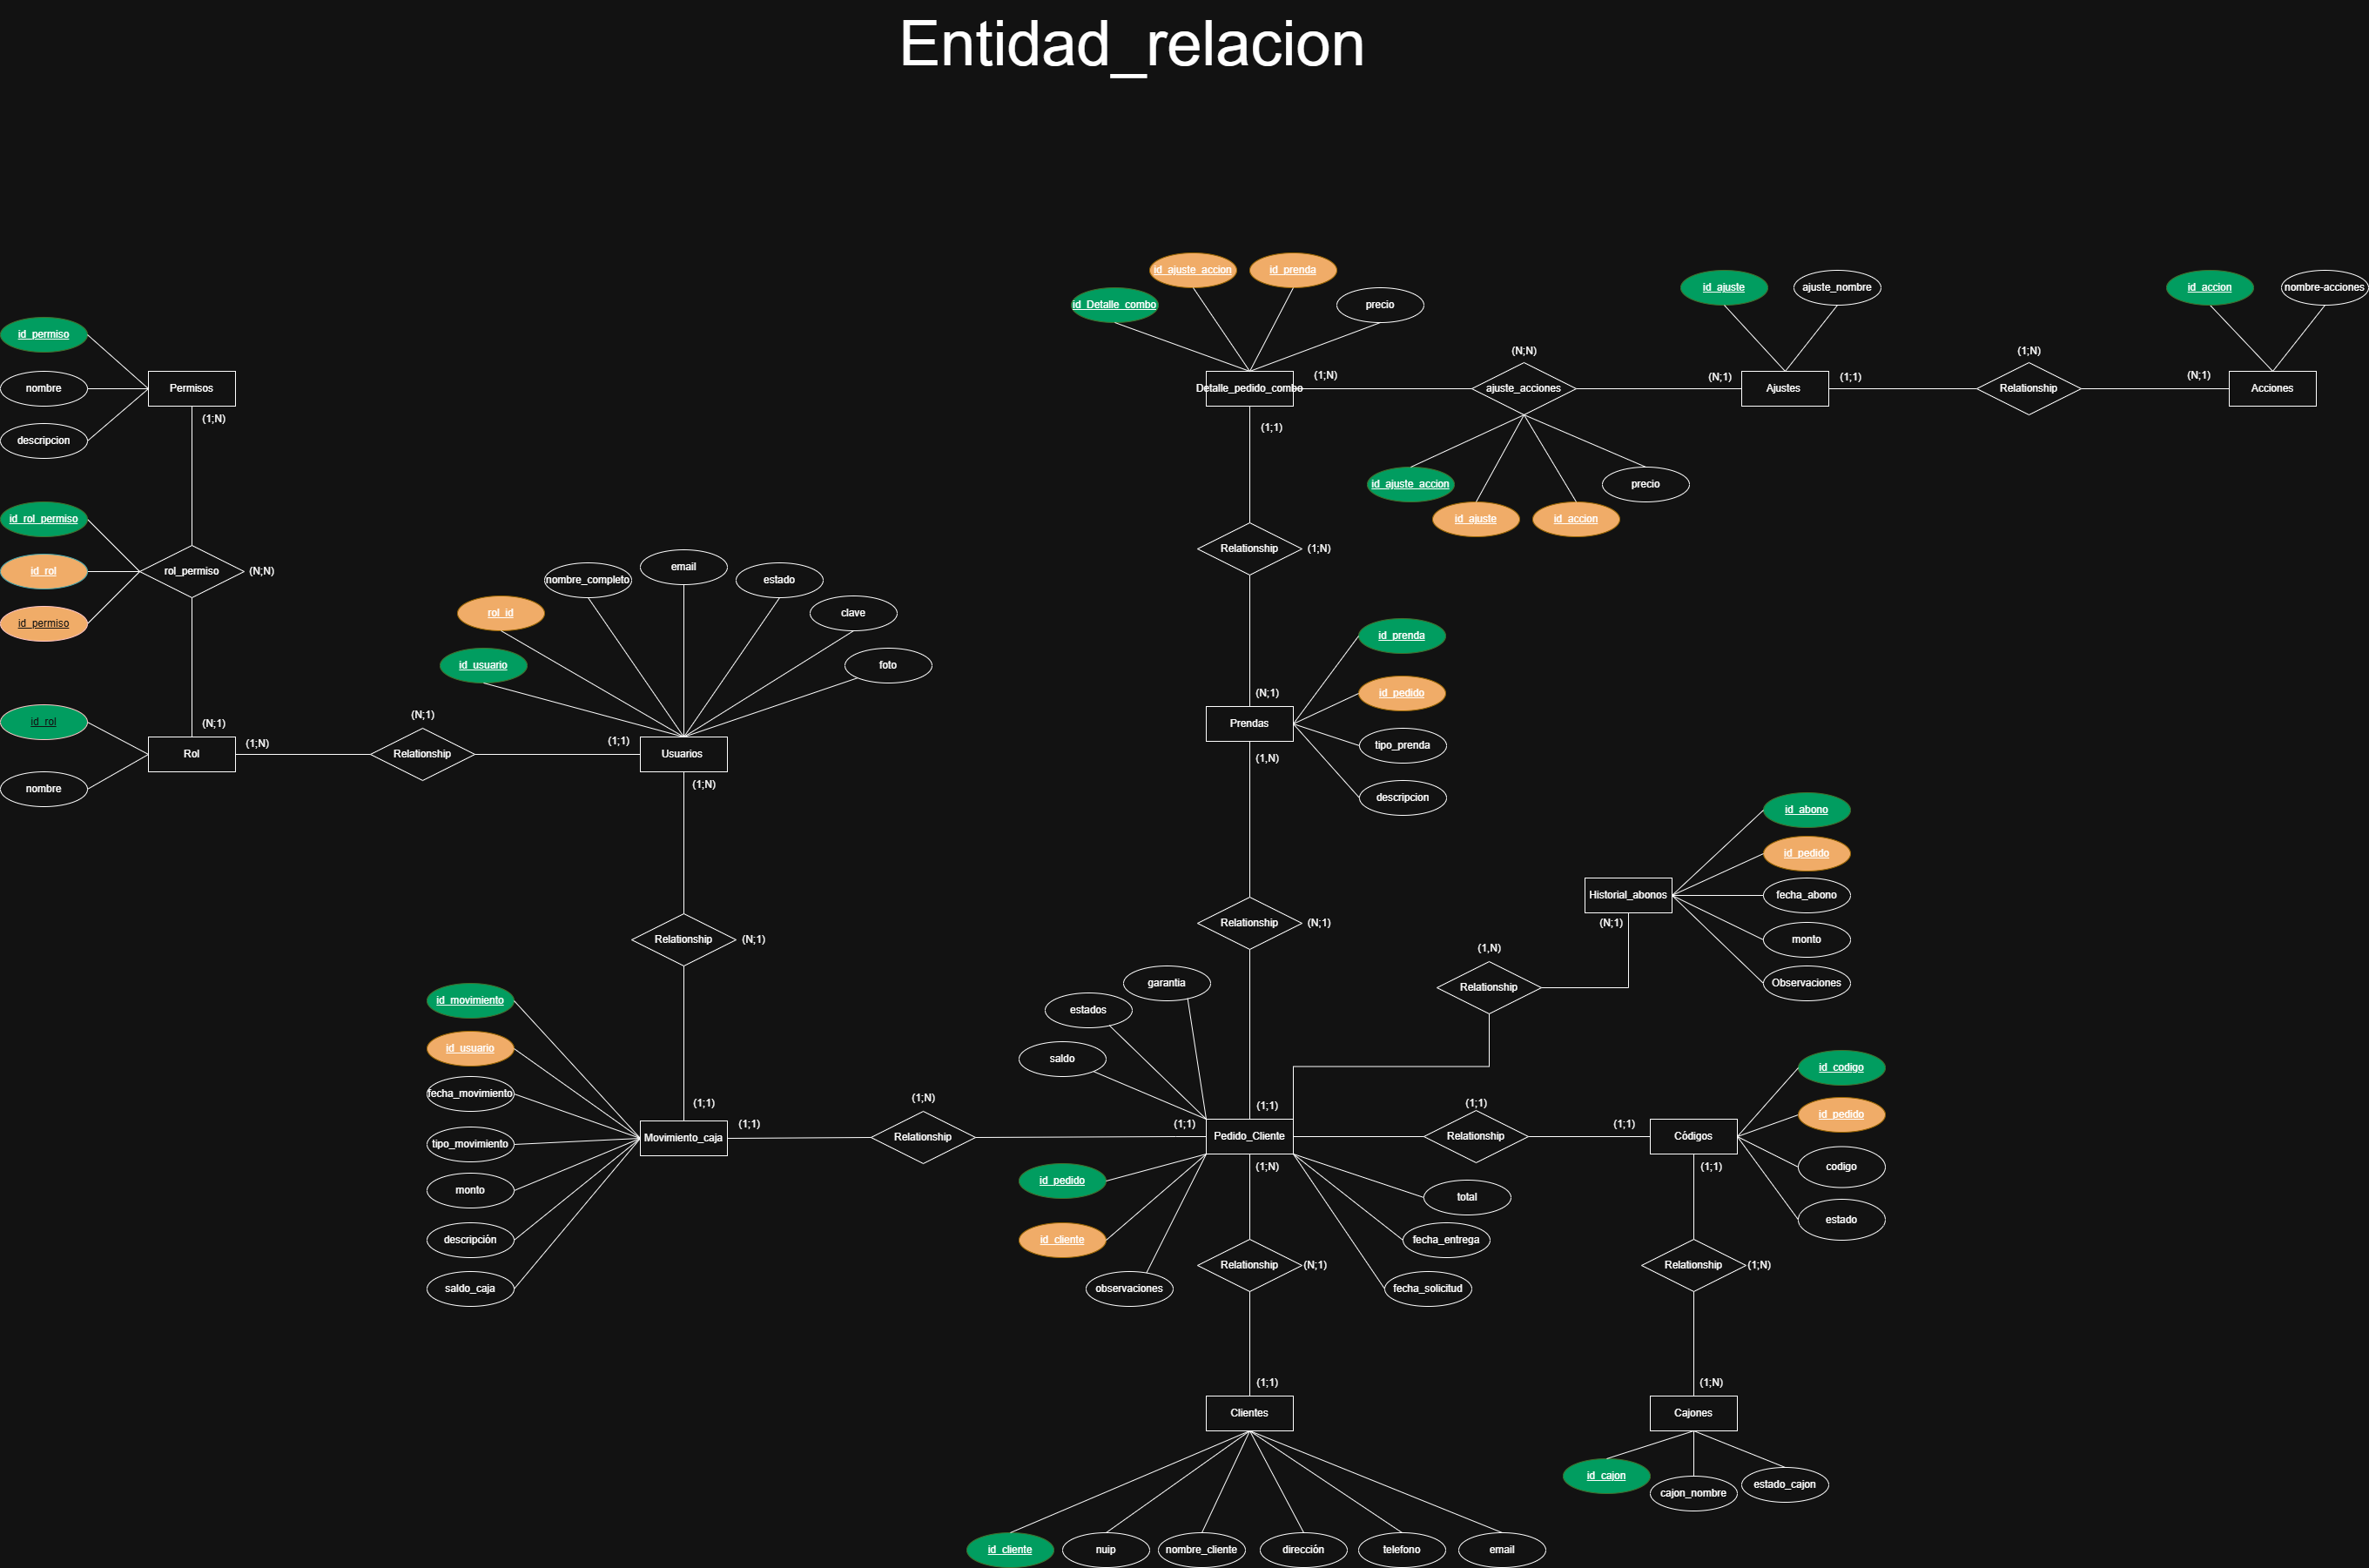 Entidad_relacion
id_ajuste_accion
id_prenda
id_Detalle_combo
precio
id_ajuste
ajuste_nombre
id_accion
nombre-acciones
id_permiso
nombre
descripcion
Permisos
(1;N)
Detalle_pedido_combo
(1;N)
(N;N)
ajuste_acciones
(N;1)
Ajustes
(1;1)
(1;N)
Relationship
(N;1)
Acciones
(1;1)
id_ajuste_accion
id_ajuste
id_accion
precio
id_rol_permiso
id_rol
id_permiso
rol_permiso
(N;N)
Relationship
(1;N)
rol_id
nombre_completo
email
estado
clave
foto
id_usuario
id_prenda
id_pedido
tipo_prenda
descripcion
(N;1)
Prendas
(1,N)
id_rol
nombre
(N;1)
Rol
(1;N)
(N;1)
Relationship
(1;1)
Usuarios
(1;N)
Relationship
(N;1)
Relationship
(N;1)
id_abono
id_pedido
fecha_abono
monto
Observaciones
Historial_abonos
(N;1)
(1,N)
Relationship
id_movimiento
id_usuario
fecha_movimiento
tipo_movimiento
monto
descripción
saldo_caja
(1;1)
Movimiento_caja
(1;1)
(1;N)
Relationship
(1;1)
garantia
estados
saldo
(1;1)
Pedido_Cliente
(1;N)
id_pedido
id_cliente
observaciones
total
fecha_entrega
fecha_solicitud
(1;1)
Relationship
(1;1)
Códigos
(1;1)
id_codigo
id_pedido
codigo
estado
Relationship
(N;1)
Relationship
(1;N)
(1;1)
Clientes
(1;N)
Cajones
id_cajon
cajon_nombre
estado_cajon
id_cliente
nuip
nombre_cliente
dirección
telefono
email